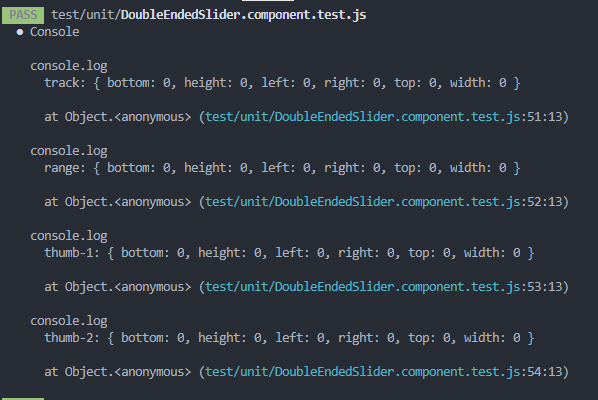 PASS test/unit/DoubleEndedSlider.component.test.js
● Console
console.log
track: { bottom: 0, height: 0, left: 0, right: 0, top: 0, width: 0 }
at Object.<anonymous> (test/unit/DoubleEndedSlider.component.test.js:51:13)
console.log
range: { bottom: 0, height: 0, left: 0, right: 0, top: 0, width: 0 }
at Object.<anonymous> (test/unit/DoubleEndedSlider.component.test.js:52:13)
console.log
thumb-1: { bottom: 0, height: 0, left: 0, right: 0, top: 0, width: 0 }
at Object.<anonymous> (test/unit/DoubleEndedSlider.component.test.js:53:13)
console.log
thumb-2: { bottom: 0, height: 0, left: 0, right: 0, top: 0, width: 0 }
at Object.<anonymous> (test/unit/DoubleEndedSlider.component.test.js:54:13)